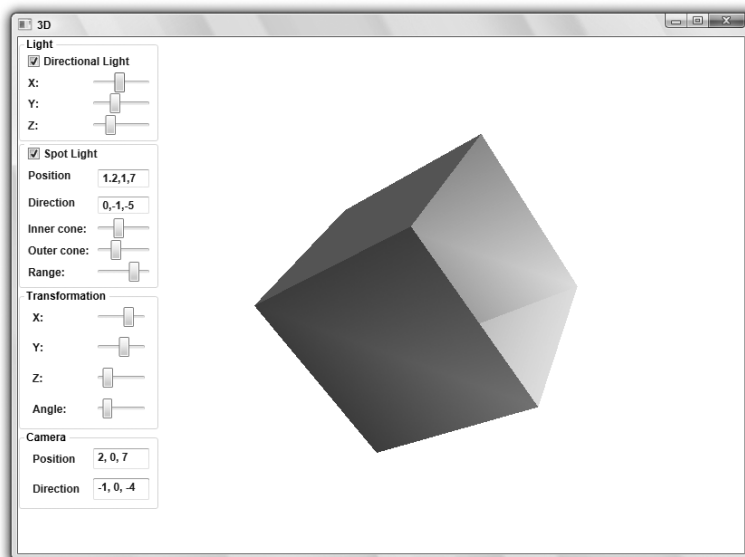 3D
Light
Directional Light
X:
Y:
Z:
Spot Light
Position 1.2,1,7
Direction 0,-1,-5
Inner cone:
Outer cone:
Range:
Transformation
X:
Y:
Z:
Angle:
Camera
Position 2, 0, 7
Direction -1, 0, -4